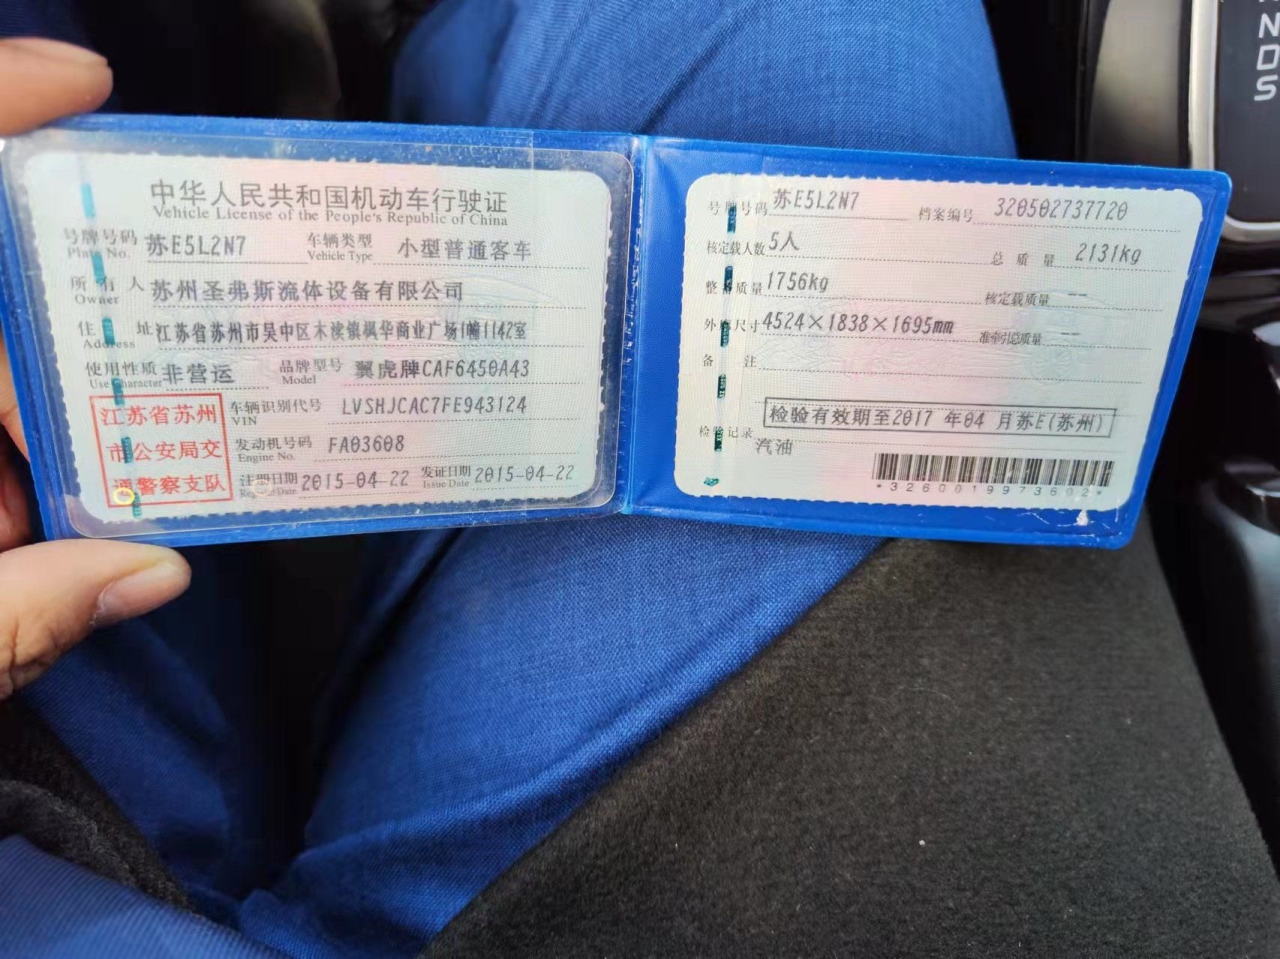 中华人民共和国机动车行驶证
Vehicle License of the People's Republic of China
号牌号码 苏E5L2N7 车辆类型 小型普通客车
Plate No. Vehicle Type
所有人 苏州圣弗斯流体设备有限公司
Owner
住址 江苏省苏州市吴中区木渎镇枫华商业广场1幢1142室
Address
使用性质 非营运 品牌型号 翼虎牌CAF6450A43
Use Character Model
江苏省苏州
市公安局交
通警察支队
车辆识别代号 LVSHJCAC7FE943124
VIN
发动机号码 FA03608
Engine No.
注册日期 2015-04-22 发证日期 2015-04-22
Register Date Issue Date
号牌号码 苏E5L2N7 档案编号 320502737720
核定载人数 5人 总质量 2131kg
整备质量 1756kg 核定载质量 --
外廓尺寸 4524×1838×1695mm 准牵引总质量 --
备注
检验有效期至2017 年04 月苏E(苏州)
检验记录
汽油
*3260019973602*
N
D
S